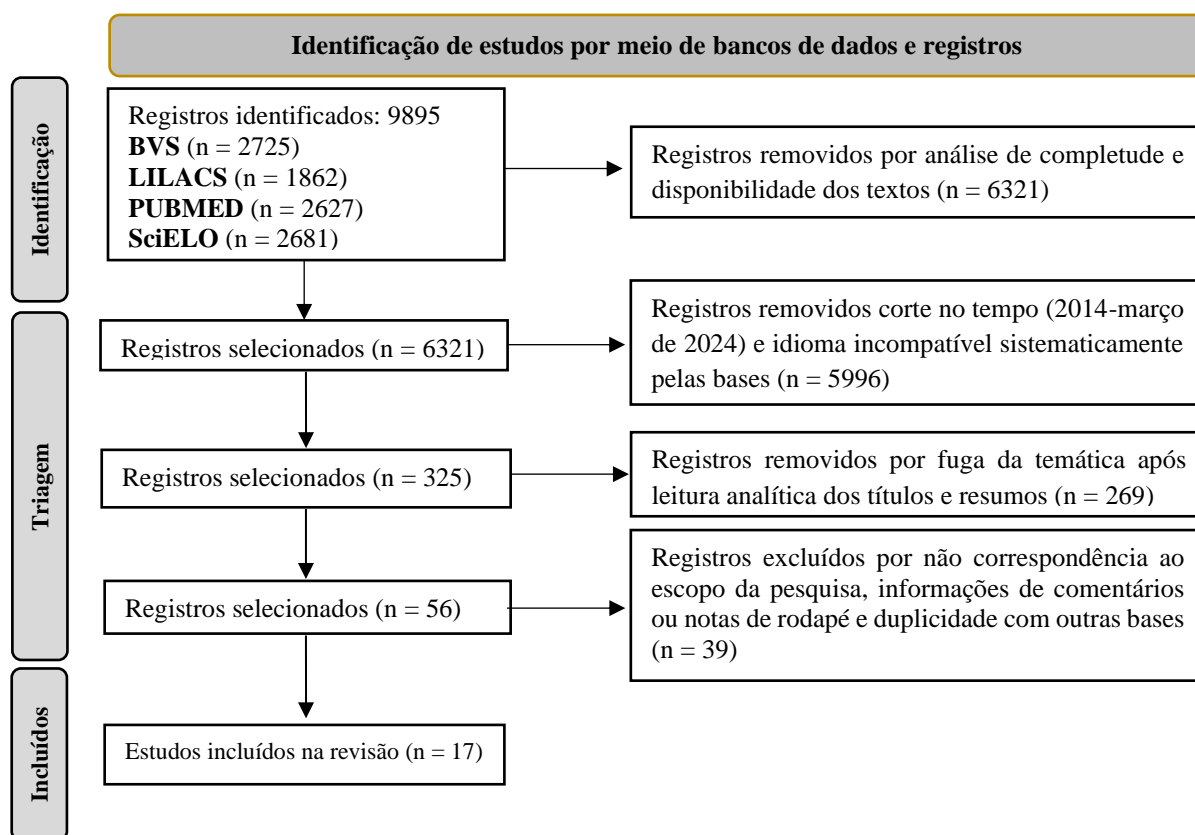 Identificação de estudos por meio de bancos de dados e registros
Identificação
Registros identificados: 9895
BVS (n = 2725)
LILACS (n = 1862)
PUBMED (n = 2627)
SciELO (n = 2681)
Registros removidos por análise de completude e
disponibilidade dos textos (n = 6321)
Triagem
Registros selecionados (n = 6321)
Registros removidos corte no tempo (2014-março
de 2024) e idioma incompatível sistematicamente
pelas bases (n = 5996)
Registros selecionados (n = 325)
Registros removidos por fuga da temática após
leitura analítica dos títulos e resumos (n = 269)
Registros selecionados (n = 56)
Registros excluídos por não correspondência ao
escopo da pesquisa, informações de comentários
ou notas de rodapé e duplicidade com outras bases
(n = 39)
Incluídos
Estudos incluídos na revisão (n = 17)